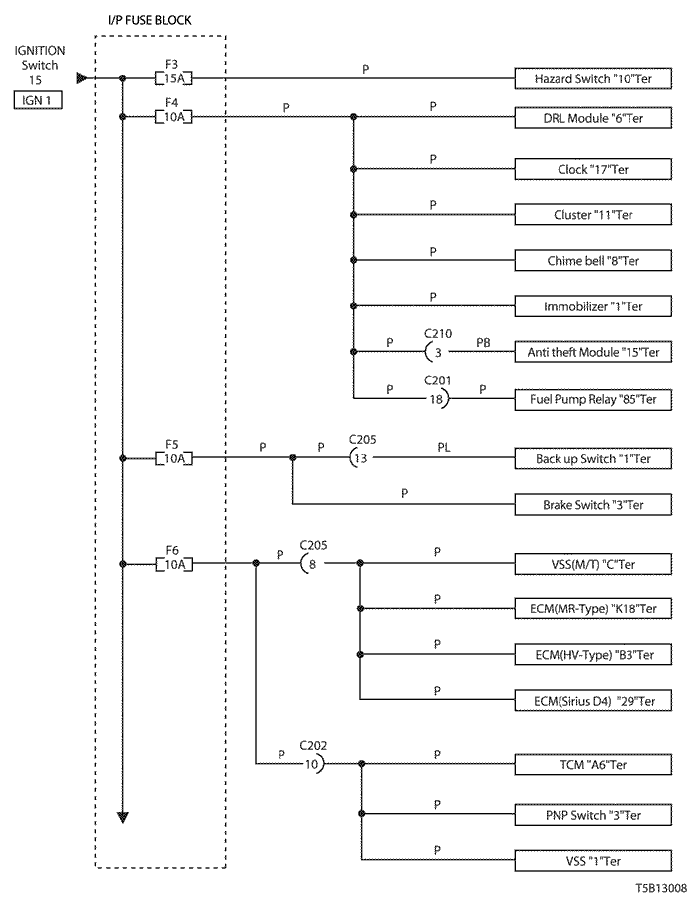 I/P FUSE BLOCK
IGNITION
Switch
15
IGN 1
F3
15A
P
Hazard Switch "10"Ter
F4
10A
P
DRL Module "6"Ter
P
Clock "17"Ter
P
Cluster "11"Ter
P
Chime bell "8"Ter
P
Immobilizer "1"Ter
P
C210
3
PB
Anti theft Module "15"Ter
P
C201
18
P
Fuel Pump Relay "85"Ter
F5
10A
P
P
C205
13
PL
Back up Switch "1"Ter
P
Brake Switch "3"Ter
F6
10A
P
C205
8
P
VSS(M/T) "C"Ter
P
ECM(MR-Type) "K18"Ter
P
ECM(HV-Type) "B3"Ter
P
ECM(Sirius D4) "29"Ter
P
C202
10
P
TCM "A6"Ter
P
PNP Switch "3"Ter
P
VSS "1"Ter
T5B13008